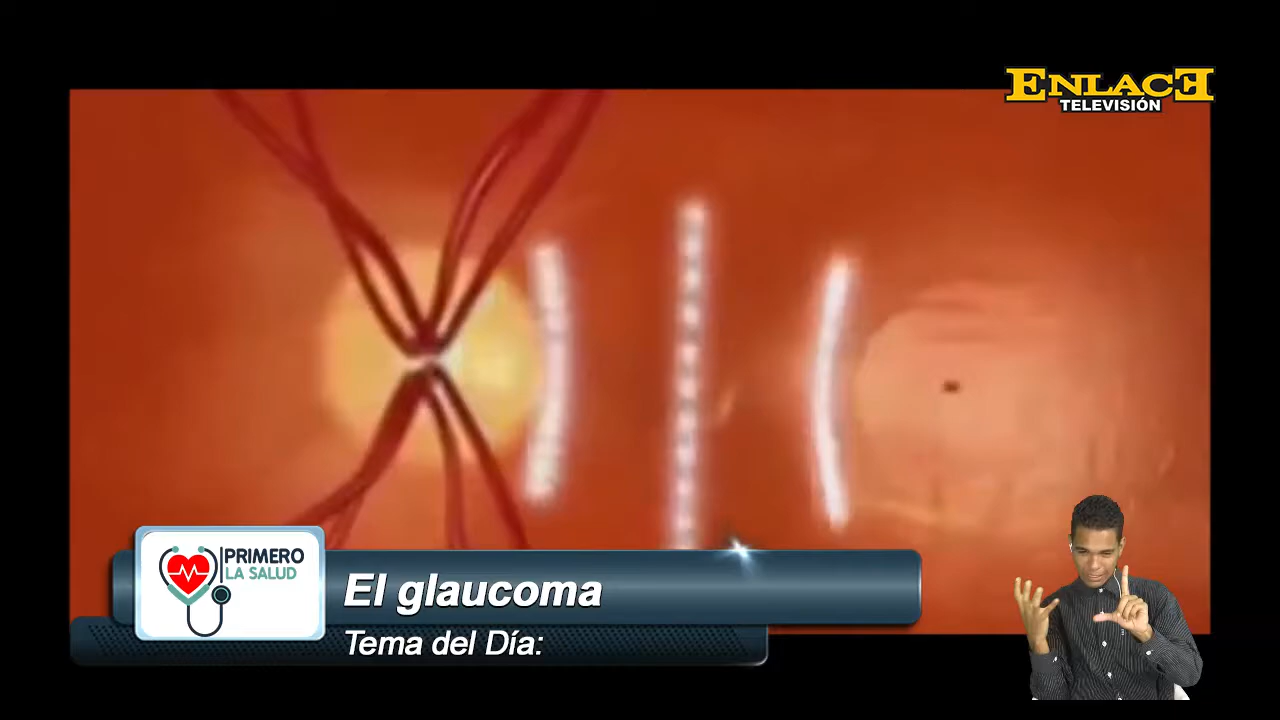 ENLACE
TELEVISIÓN
PRIMERO
LA SALUD
El glaucoma
Tema del Día: